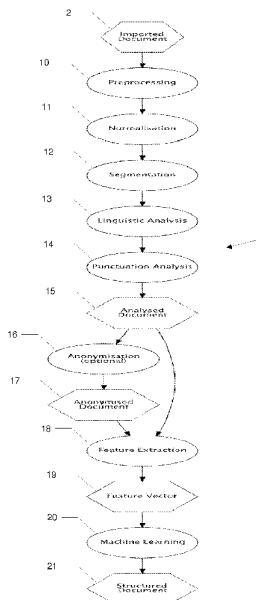 2
Imported
Document
10
Preprocessing
11
Normalisation
12
Segmentation
13
Linguistic Analysis
14
Punctuation Analysis
15
Analysed
Document
16
Anonymisation
(optional)
17
Anonymised
Document
18
Feature Extraction
19
Feature Vector
20
Machine Learning
21
Structured
Document